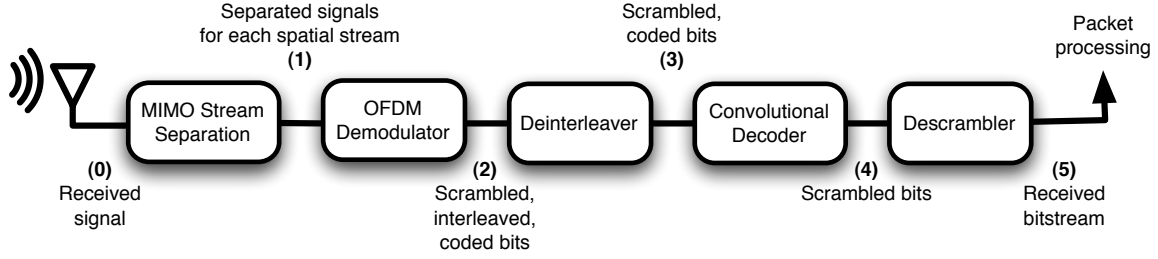 Separated signals
for each spatial stream
(1)
Scrambled,
coded bits
(3)
Packet
processing
MIMO Stream
Separation
OFDM
Demodulator
Deinterleaver
Convolutional
Decoder
Descrambler
(0)
Received
signal
(2)
Scrambled,
interleaved,
coded bits
(4)
Scrambled bits
(5)
Received
bitstream